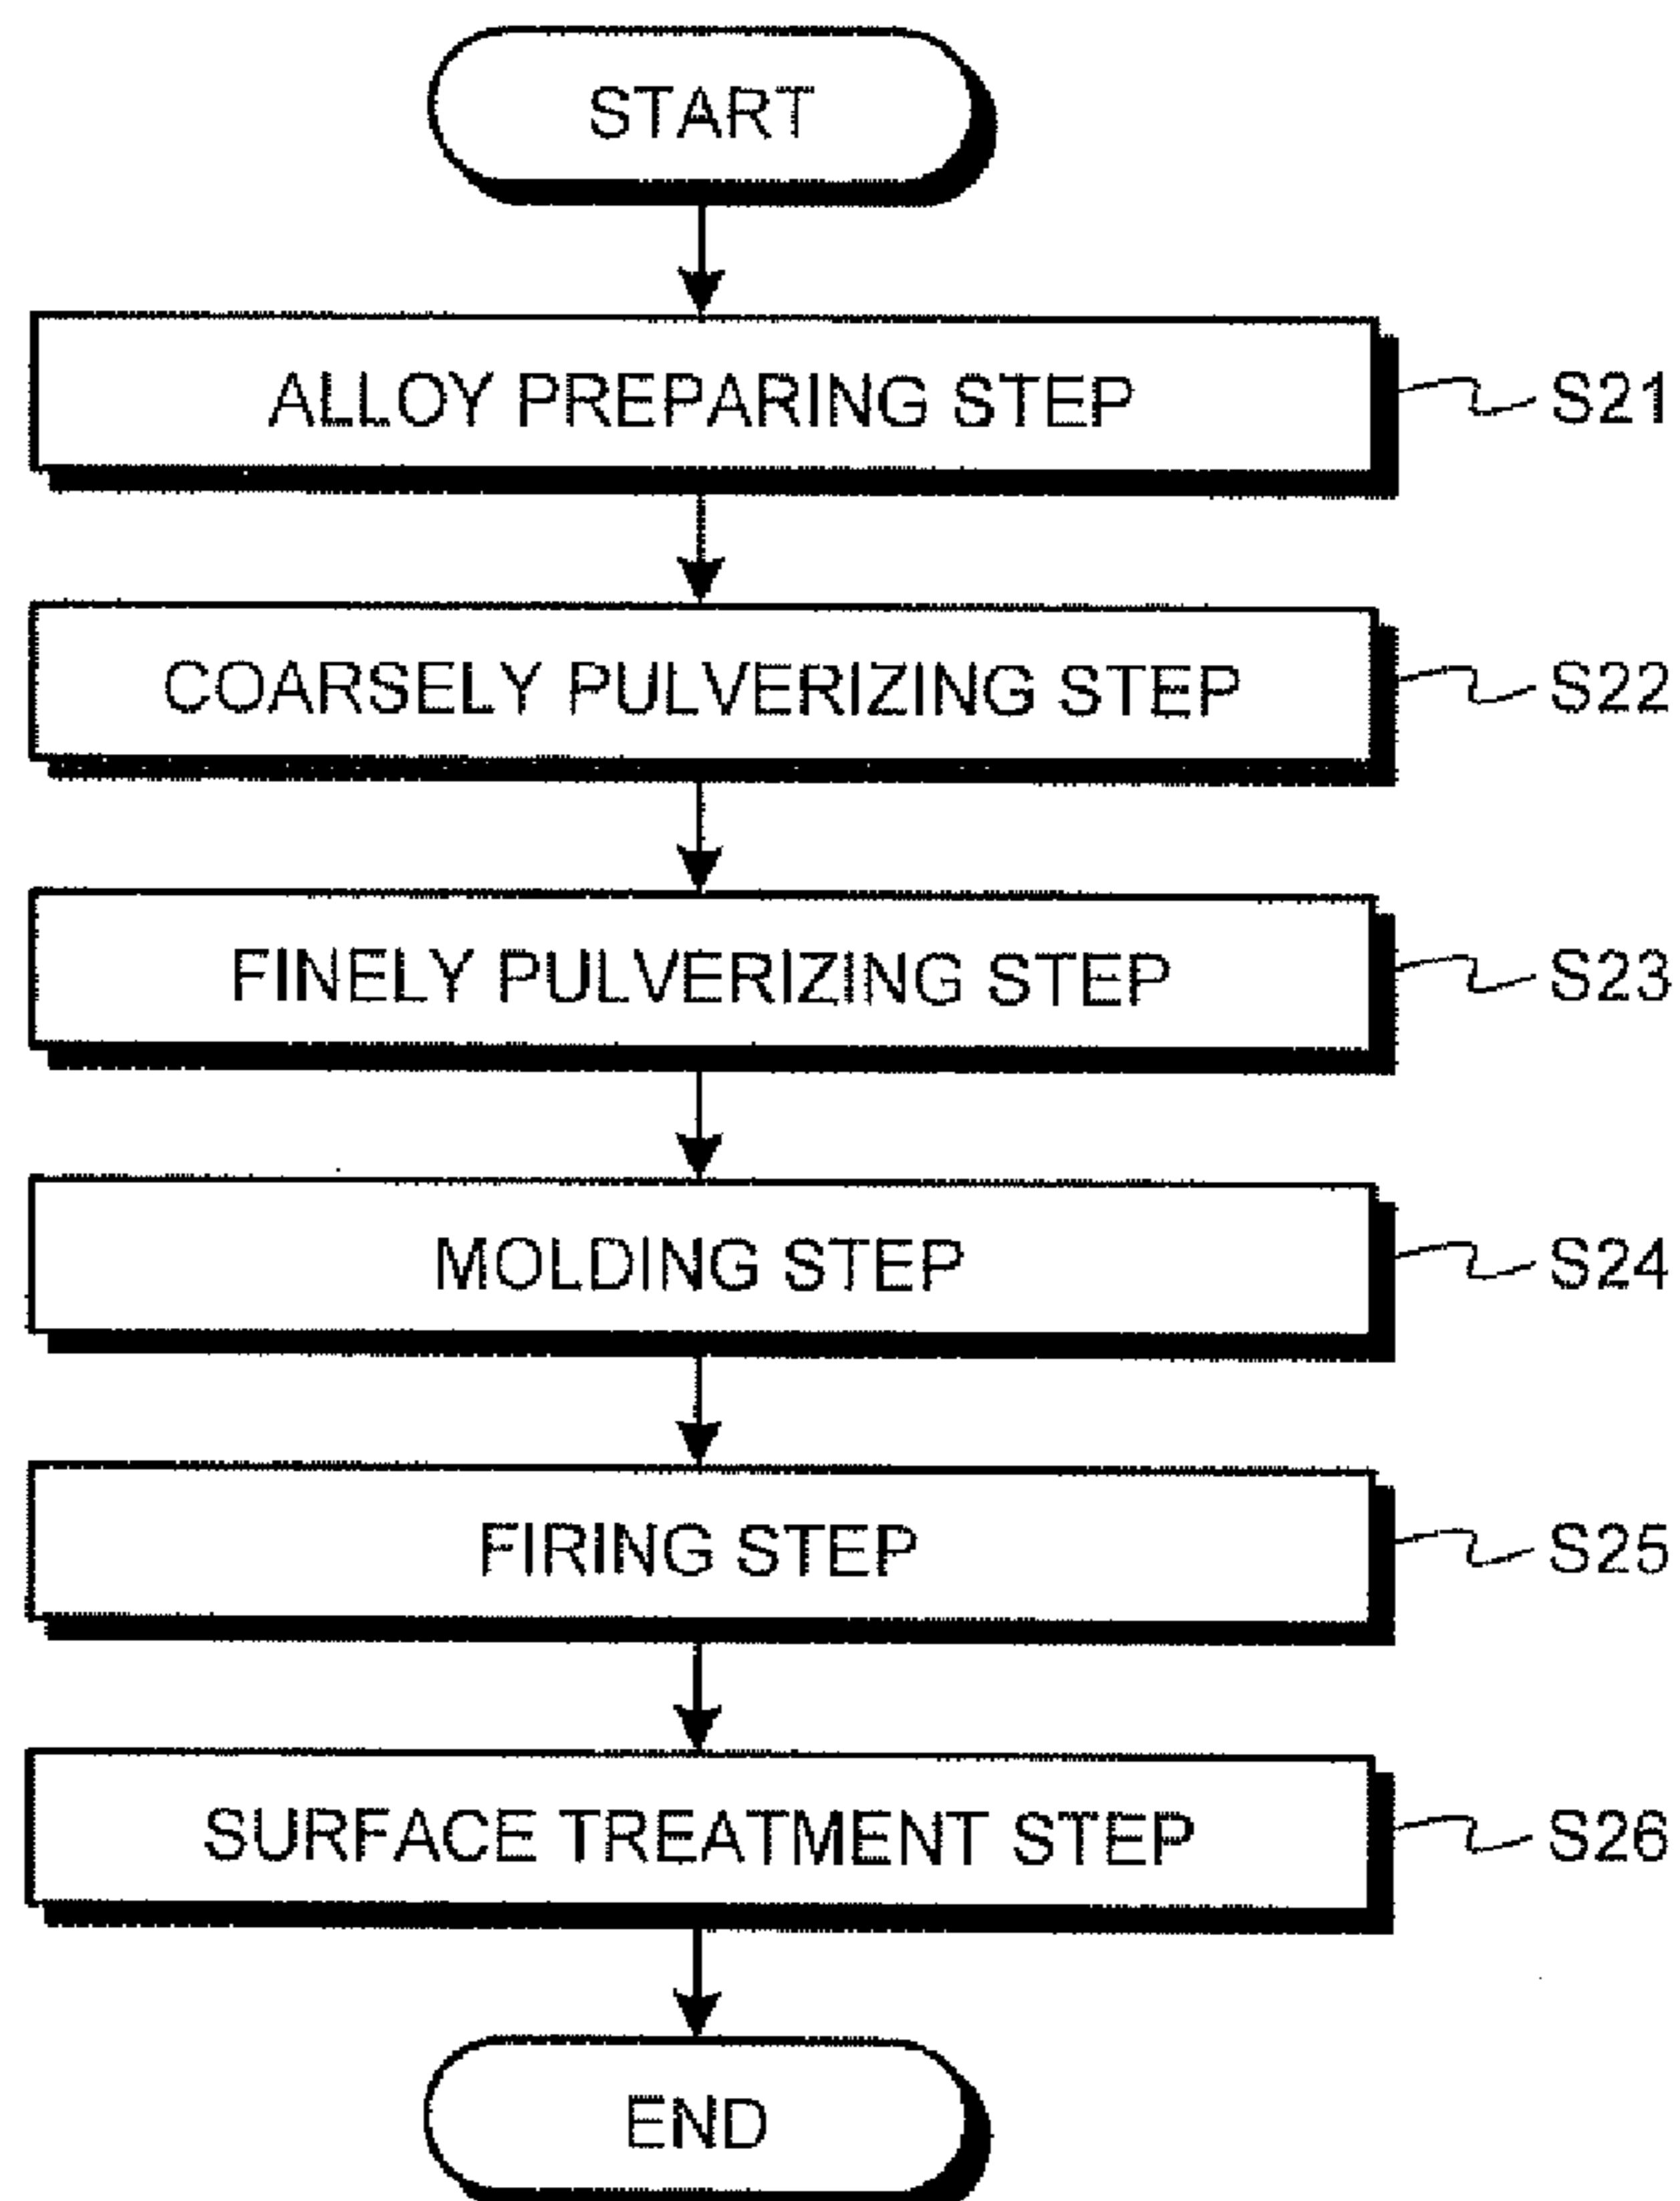 START
ALLOY PREPARING STEP S21
COARSELY PULVERIZING STEP S22
FINELY PULVERIZING STEP S23
MOLDING STEP S24
FIRING STEP S25
SURFACE TREATMENT STEP S26
END